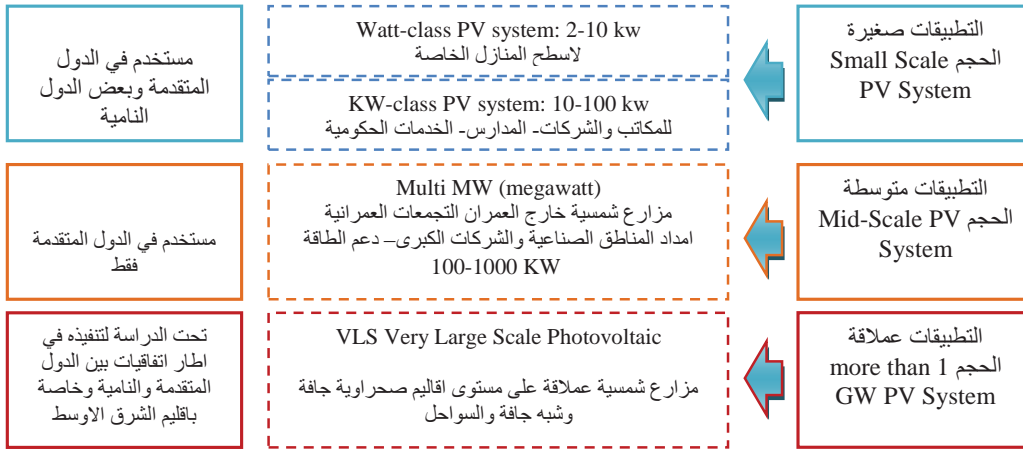 التطبيقات صغيرة
الحجم Small Scale
PV System
Watt-class PV system: 2-10 kw
لاسطح المنازل الخاصة
KW-class PV system: 10-100 kw
للمكاتب والشركات- المدارس- الخدمات الحكومية
مستخدم في الدول
المتقدمة وبعض الدول
النامية
التطبيقات متوسطة
الحجم Mid-Scale PV
System
Multi MW (megawatt)
مزارع شمسية خارج العمران التجمعات العمرانية
امداد المناطق الصناعية والشركات الكبرى– دعم الطاقة
100-1000 KW
مستخدم في الدول المتقدمة
فقط
التطبيقات عملاقة
الحجم more than 1
GW PV System
VLS Very Large Scale Photovoltaic
مزارع شمسية عملاقة على مستوى اقاليم صحراوية جافة
وشبه جافة والسواحل
تحت الدراسة لتنفيذه في
اطار اتفاقيات بين الدول
المتقدمة والنامية وخاصة
باقليم الشرق الاوسط